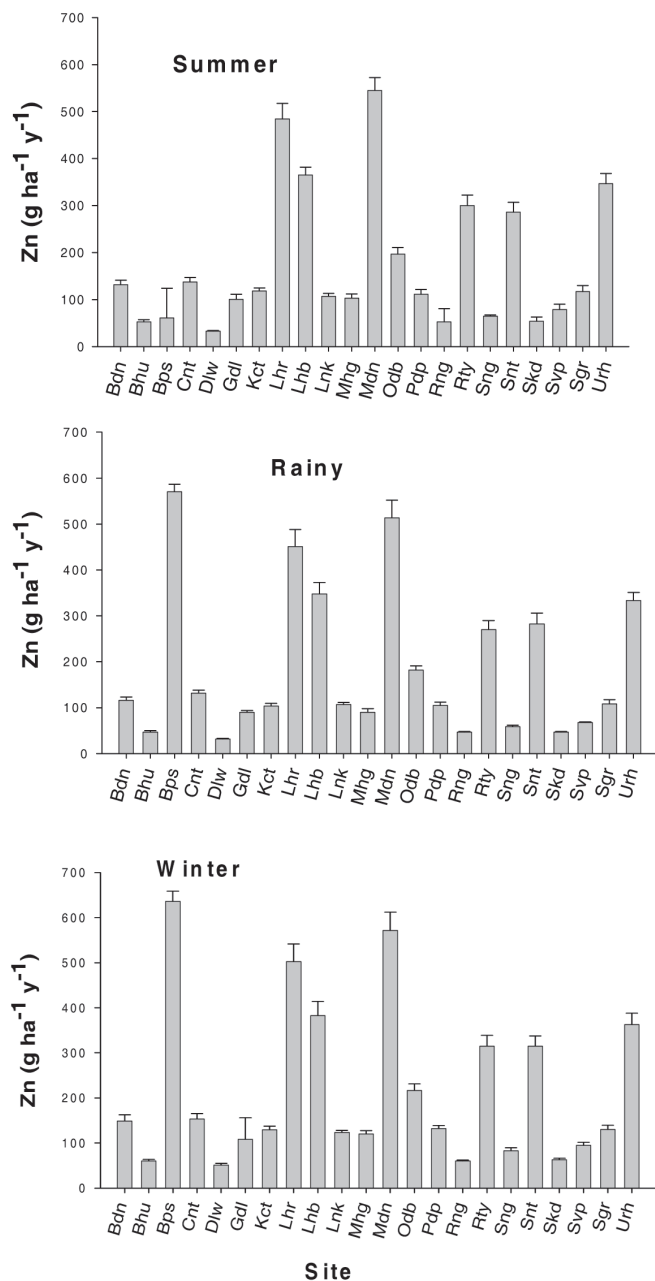 700
Summer
600
500
400
300
200
100
0
Zn (g ha⁻¹ y⁻¹)
Bdn Bhu Bps Cnt Dlw Gdl Kct Lhr Lhb Lnk Mhg Mdn Odb Pdp Rng Rty Sng Snt Skd Svp Sgr Urh
700
Rainy
600
500
400
300
200
100
0
Zn (g ha⁻¹ y⁻¹)
Bdn Bhu Bps Cnt Dlw Gdl Kct Lhr Lhb Lnk Mhg Mdn Odb Pdp Rng Rty Sng Snt Skd Svp Sgr Urh
Winter
700
600
500
400
300
200
100
0
Zn (g ha⁻¹ y⁻¹)
Bdn Bhu Bps Cnt Dlw Gdl Kct Lhr Lhb Lnk Mhg Mdn Odb Pdp Rng Rty Sng Snt Skd Svp Sgr Urh
Site